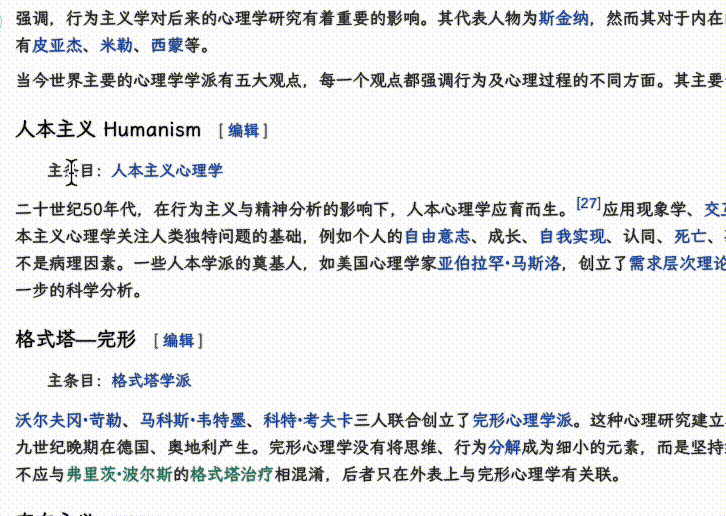 强调，行为主义学对后来的心理学研究有着重要的影响。其代表人物为斯金纳，然而其对于内在
有皮亚杰、米勒、西蒙等。
当今世界主要的心理学学派有五大观点，每一个观点都强调行为及心理过程的不同方面。其主要
人本主义 Humanism [编辑]
主条目：人本主义心理学
二十世纪50年代，在行为主义与精神分析的影响下，人本心理学应育而生。[27]应用现象学、交
本主义心理学关注人类独特问题的基础，例如个人的自由意志、成长、自我实现、认同、死亡、
不是病理因素。一些人本学派的奠基人，如美国心理学家亚伯拉罕·马斯洛，创立了需求层次理论
一步的科学分析。
格式塔—完形 [编辑]
主条目：格式塔学派
沃尔夫冈·苛勒、马科斯·韦特墨、科特·考夫卡三人联合创立了完形心理学派。这种心理研究建立
九世纪晚期在德国、奥地利产生。完形心理学没有将思维、行为分解成为细小的元素，而是坚持
不应与弗里茨·波尔斯的格式塔治疗相混淆，后者只在外表上与完形心理学有关联。